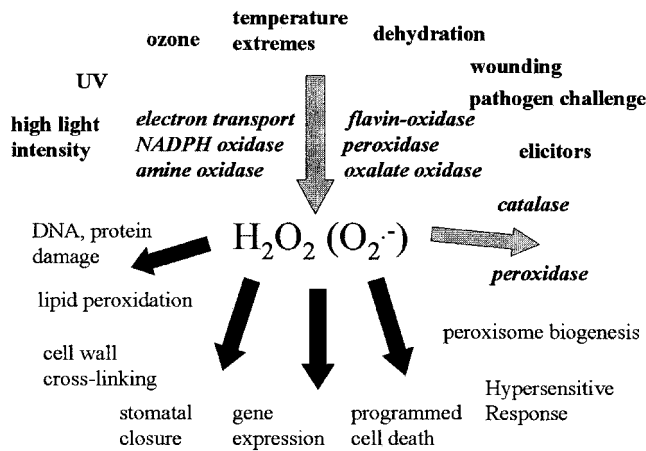 temperature
extremes
ozone
dehydration
wounding
UV
pathogen challenge
high light
intensity
electron transport
NADPH oxidase
amine oxidase
flavin-oxidase
peroxidase
oxalate oxidase
elicitors
catalase
H₂O₂ (O₂·⁻)
peroxidase
DNA, protein
damage
lipid peroxidation
peroxisome biogenesis
cell wall
cross-linking
Hypersensitive
Response
stomatal
closure
gene
expression
programmed
cell death